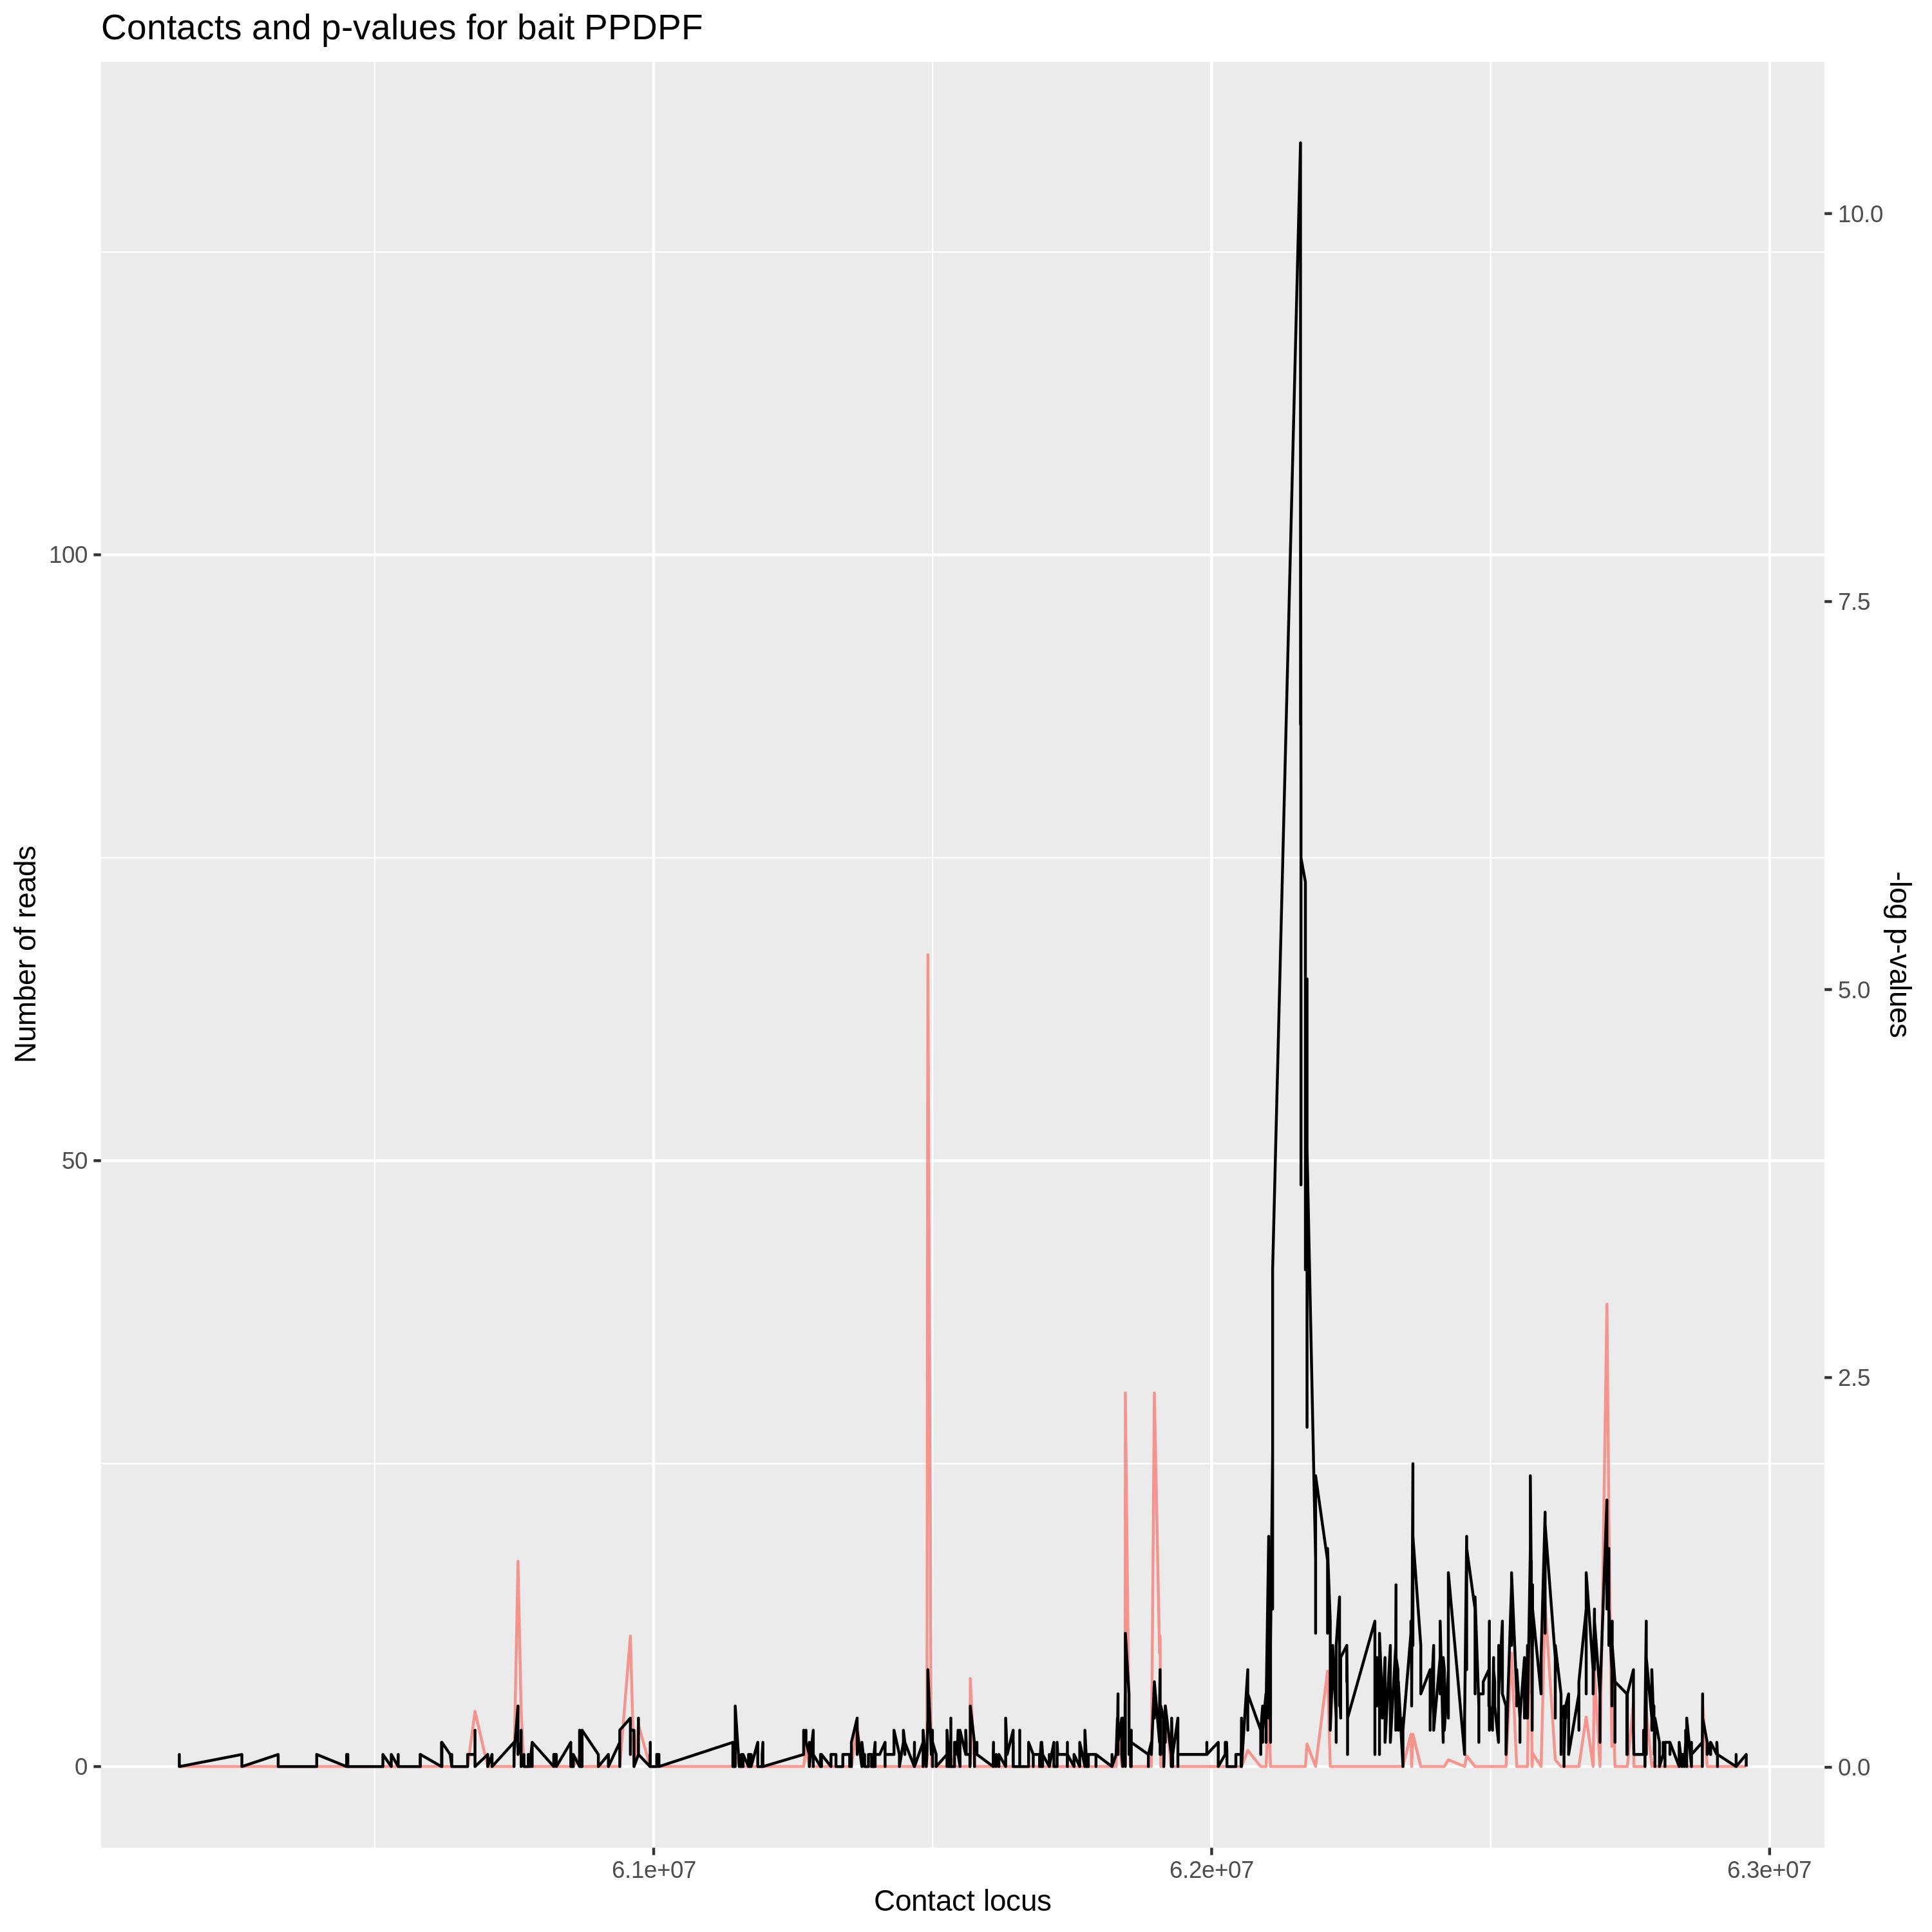 Contacts and p-values for bait PPDPF
10.0
100
7.5
Number of reads
-log p-values
5.0
50
2.5
0
0.0
6.1e+07
6.2e+07
6.3e+07
Contact locus